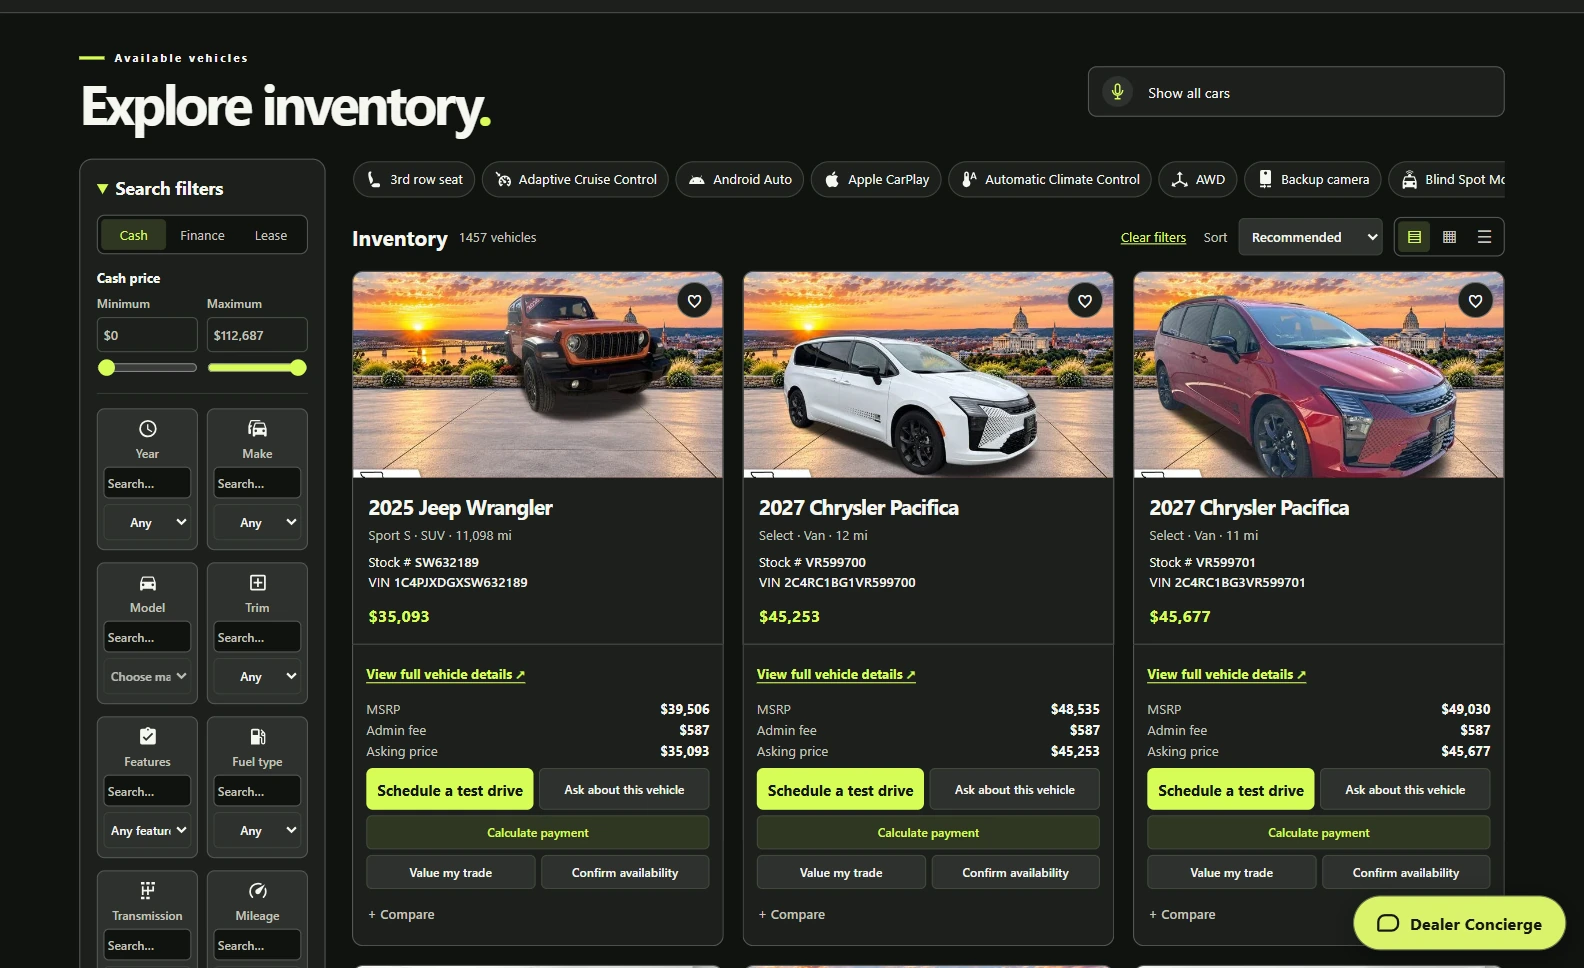 Available vehicles
Explore inventory.
Show all cars
Search filters
Cash Finance Lease
Cash price
Minimum Maximum
$0 $112,687
Year Make
Search... Search...
Any Any
Model Trim
Search... Search...
Choose ma Any
Features Fuel type
Search... Search...
Any featur Any
Transmission Mileage
Search... Search...
3rd row seat Adaptive Cruise Control Android Auto Apple CarPlay Automatic Climate Control AWD Backup camera Blind Spot Mo
Inventory 1457 vehicles Clear filters Sort Recommended
2025 Jeep Wrangler
Sport S · SUV · 11,098 mi
Stock # SW632189
VIN 1C4PJXDGXSW632189
$35,093
View full vehicle details ↗
MSRP $39,506
Admin fee $587
Asking price $35,093
Schedule a test drive Ask about this vehicle
Calculate payment
Value my trade Confirm availability
+ Compare
2027 Chrysler Pacifica
Select · Van · 12 mi
Stock # VR599700
VIN 2C4RC1BG1VR599700
$45,253
View full vehicle details ↗
MSRP $48,535
Admin fee $587
Asking price $45,253
Schedule a test drive Ask about this vehicle
Calculate payment
Value my trade Confirm availability
+ Compare
2027 Chrysler Pacifica
Select · Van · 11 mi
Stock # VR599701
VIN 2C4RC1BG3VR599701
$45,677
View full vehicle details ↗
MSRP $49,030
Admin fee $587
Asking price $45,677
Schedule a test drive Ask about this vehicle
Calculate payment
Value my trade Confirm availability
+ Compare
Dealer Concierge